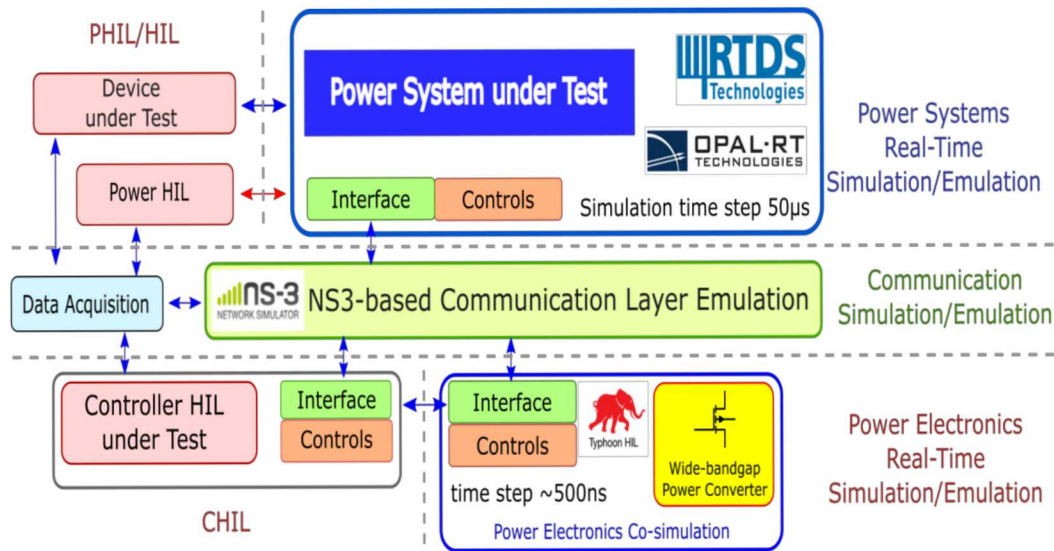 PHIL/HIL
Device
under Test
Power HIL
Power System under Test
RTDS
Technologies
OPAL-RT
TECHNOLOGIES
Interface
Controls
Simulation time step 50µs
Power Systems
Real-Time
Simulation/Emulation
Data Acquisition
ns-3
NETWORK SIMULATOR
NS3-based Communication Layer Emulation
Communication
Simulation/Emulation
Controller HIL
under Test
Interface
Controls
CHIL
Interface
Controls
Typhoon HIL
time step ~500ns
Wide-bandgap
Power Converter
Power Electronics Co-simulation
Power Electronics
Real-Time
Simulation/Emulation